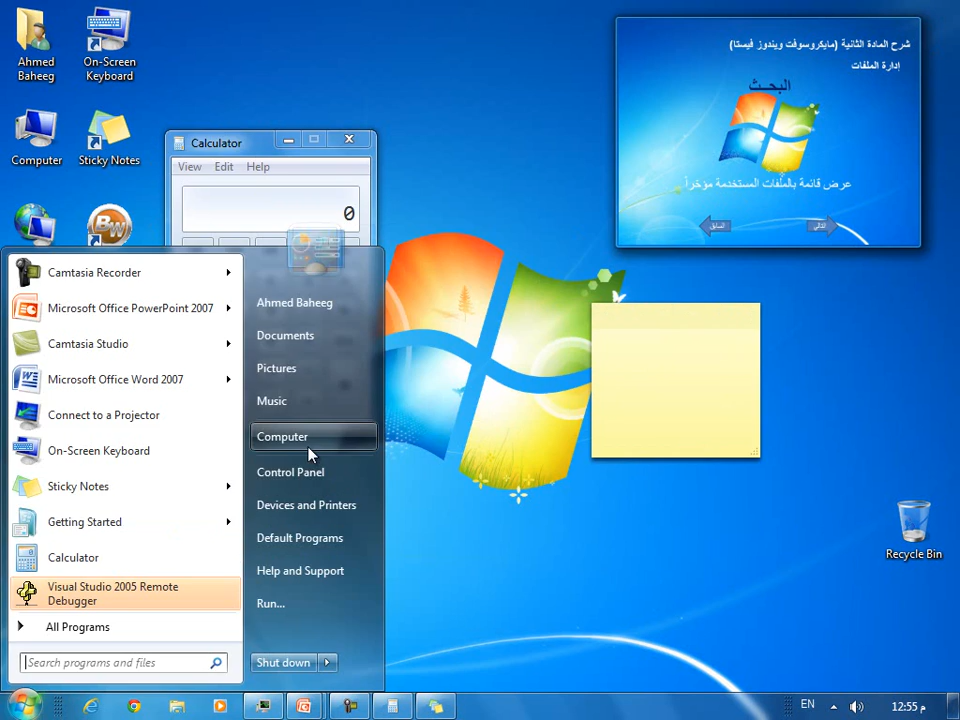 Ahmed
Baheeg
On-Screen
Keyboard
Computer
Sticky Notes
شرح المادة الثانية (مايكروسوفت ويندوز فيستا)
إدارة الملفات
البحـث
عرض قائمة بالملفات المستخدمة مؤخراً
السابق
التالي
Calculator
View
Edit
Help
0
Camtasia Recorder
Microsoft Office PowerPoint 2007
Camtasia Studio
Microsoft Office Word 2007
Connect to a Projector
On-Screen Keyboard
Sticky Notes
Getting Started
Calculator
Visual Studio 2005 Remote
Debugger
All Programs
Search programs and files
Ahmed Baheeg
Documents
Pictures
Music
Computer
Control Panel
Devices and Printers
Default Programs
Help and Support
Run...
Shut down
Recycle Bin
EN
12:55 م